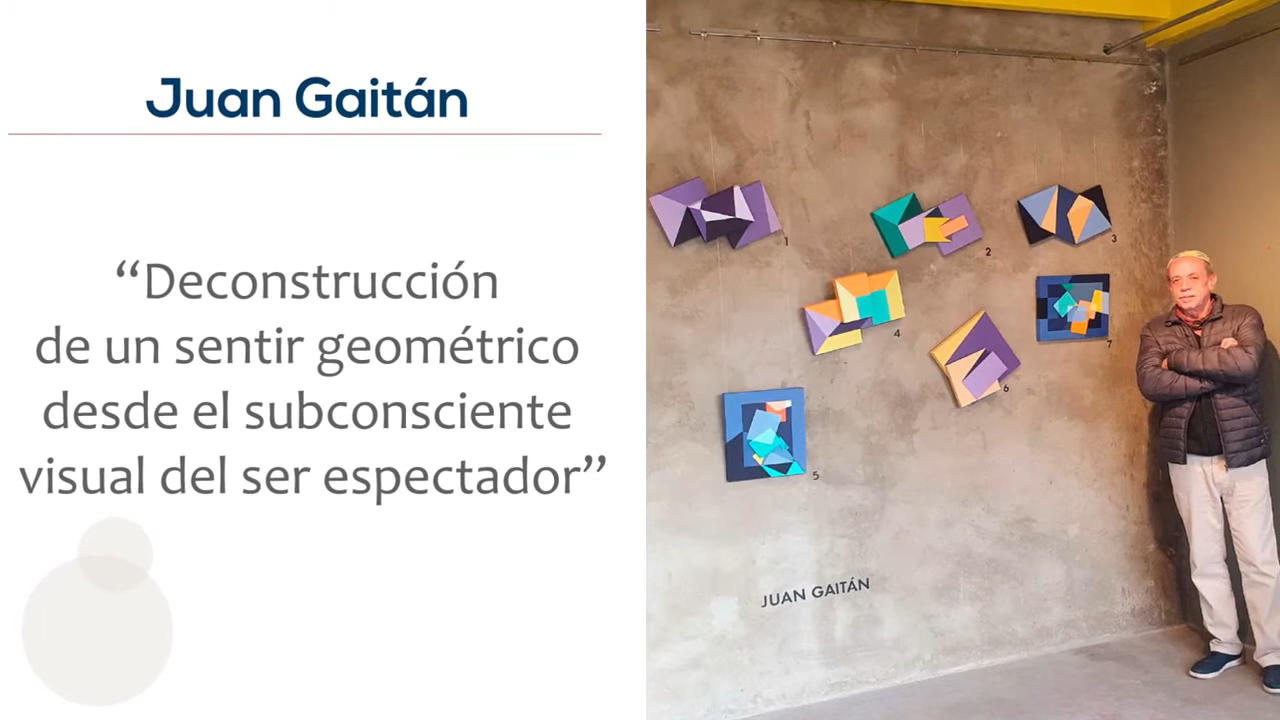 Juan Gaitán
“Deconstrucción
de un sentir geométrico
desde el subconsciente
visual del ser espectador”
1
2
3
4
7
6
5
JUAN GAITÁN